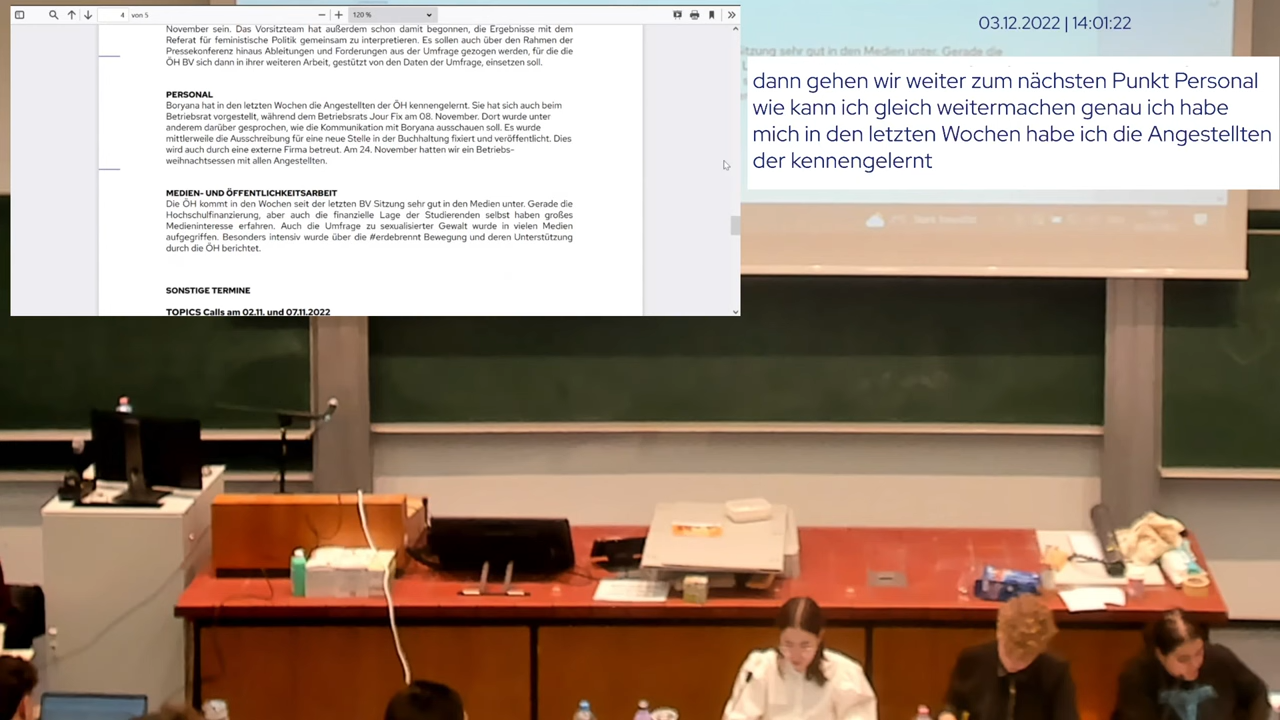 4 von 5
120 %
November sein. Das Vorsitzteam hat außerdem schon damit begonnen, die Ergebnisse mit dem
Referat für feministische Politik gemeinsam zu interpretieren. Es sollen auch über den Rahmen der
Pressekonferenz hinaus Ableitungen und Forderungen aus der Umfrage gezogen werden, für die die
ÖH BV sich dann in ihrer weiteren Arbeit, gestützt von den Daten der Umfrage, einsetzen soll.
PERSONAL
Boryana hat in den letzten Wochen die Angestellten der ÖH kennengelernt. Sie hat sich auch beim
Betriebsrat vorgestellt, während dem Betriebsrats Jour Fix am 08. November. Dort wurde unter
anderem darüber gesprochen, wie die Kommunikation mit Boryana ausschauen soll. Es wurde
mittlerweile die Ausschreibung für eine neue Stelle in der Buchhaltung fixiert und veröffentlicht. Dies
wird auch durch eine externe Firma betreut. Am 24. November hatten wir ein Betriebs-
weihnachtsessen mit allen Angestellten.
MEDIEN- UND ÖFFENTLICHKEITSARBEIT
Die ÖH kommt in den Wochen seit der letzten BV Sitzung sehr gut in den Medien unter. Gerade die
Hochschulfinanzierung, aber auch die finanzielle Lage der Studierenden selbst haben großes
Medieninteresse erfahren. Auch die Umfrage zu sexualisierter Gewalt wurde in vielen Medien
aufgegriffen. Besonders intensiv wurde über die #erdebrennt Bewegung und deren Unterstützung
durch die ÖH berichtet.
SONSTIGE TERMINE
TOPICS Calls am 02.11. und 07.11.2022
03.12.2022 | 14:01:22
tzung sehr gut in den Medien unter. Gerade die
dann gehen wir weiter zum nächsten Punkt Personal
wie kann ich gleich weitermachen genau ich habe
mich in den letzten Wochen habe ich die Angestellten
der kennengelernt